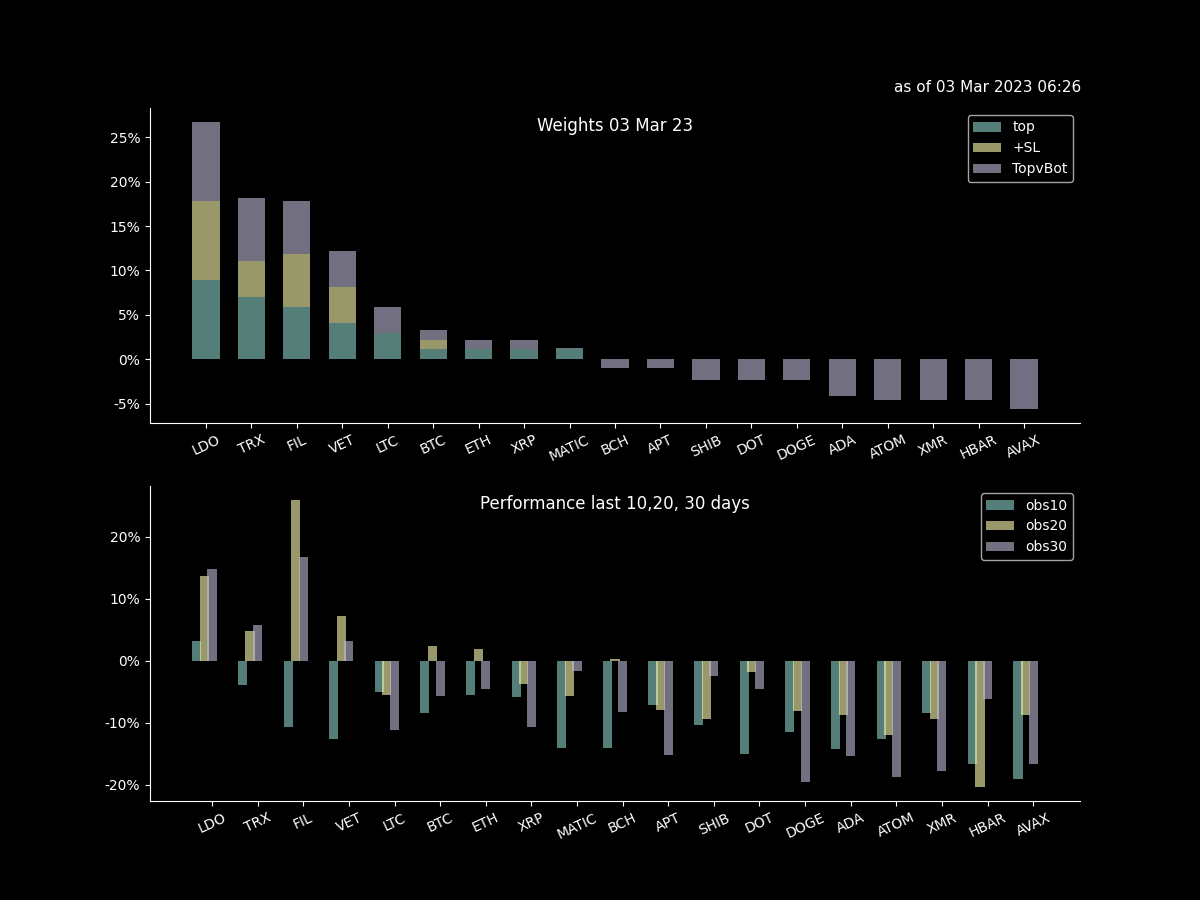 as of 03 Mar 2023 06:26
Weights 03 Mar 23
top
+SL
TopvBot
25%
20%
15%
10%
5%
0%
-5%
LDO TRX FIL VET LTC BTC ETH XRP MATIC BCH APT SHIB DOT DOGE ADA ATOM XMR HBAR AVAX
Performance last 10,20, 30 days
obs10
obs20
obs30
20%
10%
0%
-10%
-20%
LDO TRX FIL VET LTC BTC ETH XRP MATIC BCH APT SHIB DOT DOGE ADA ATOM XMR HBAR AVAX